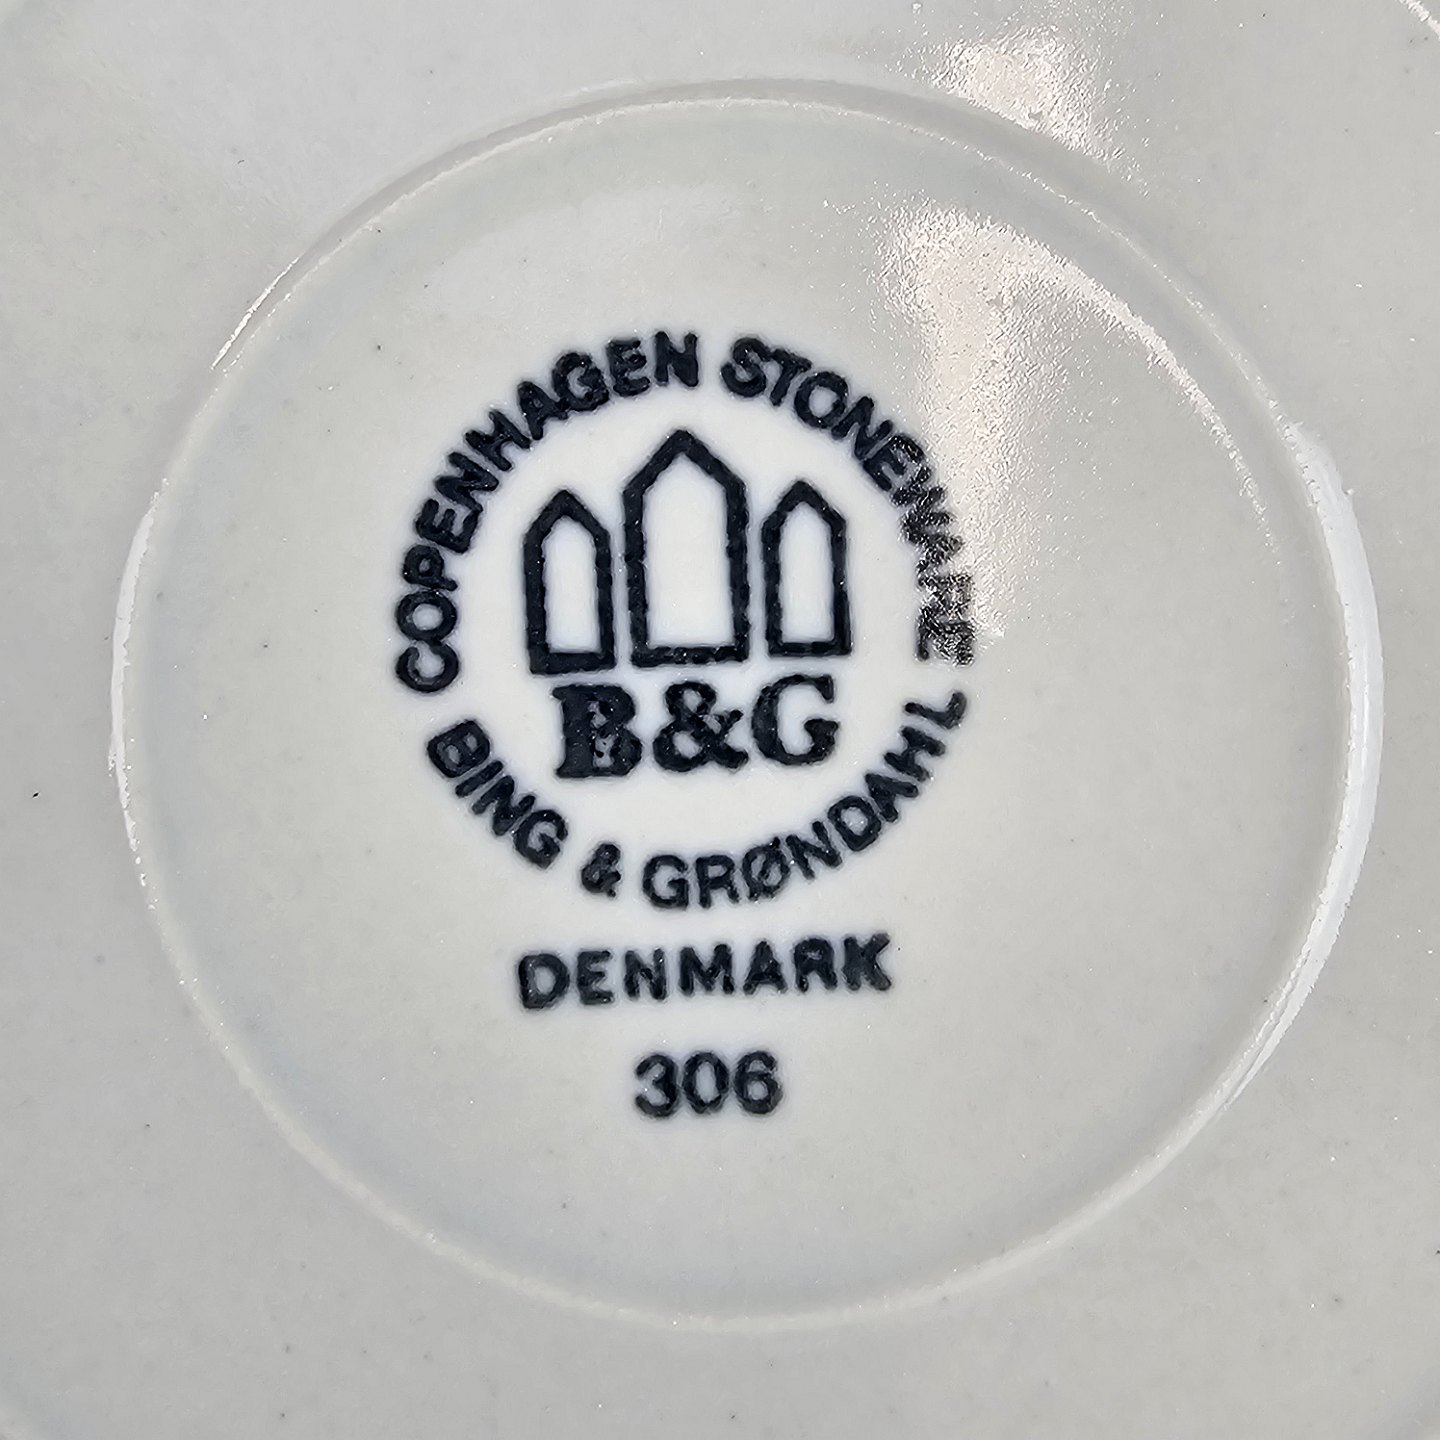 COPENHAGEN STONEWARE
B&G
BING & GRØNDAHL
DENMARK
306